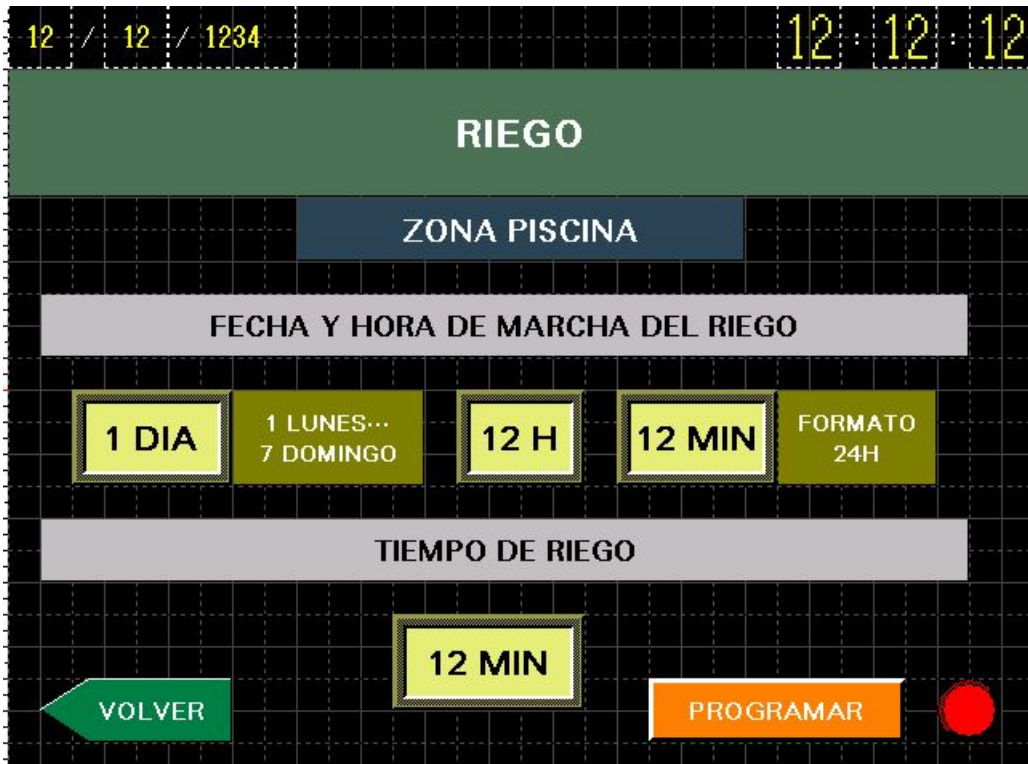 12 / 12 / 1234
12 : 12 : 12
RIEGO
ZONA PISCINA
FECHA Y HORA DE MARCHA DEL RIEGO
1 DIA
1 LUNES...
7 DOMINGO
12 H
12 MIN
FORMATO
24H
TIEMPO DE RIEGO
12 MIN
VOLVER
PROGRAMAR